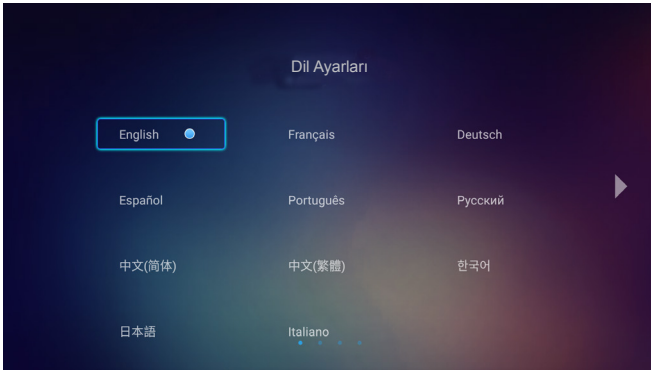 Dil Ayarları
English
Français
Deutsch
Español
Português
Русский
中文(简体)
中文(繁體)
한국어
日本語
Italiano